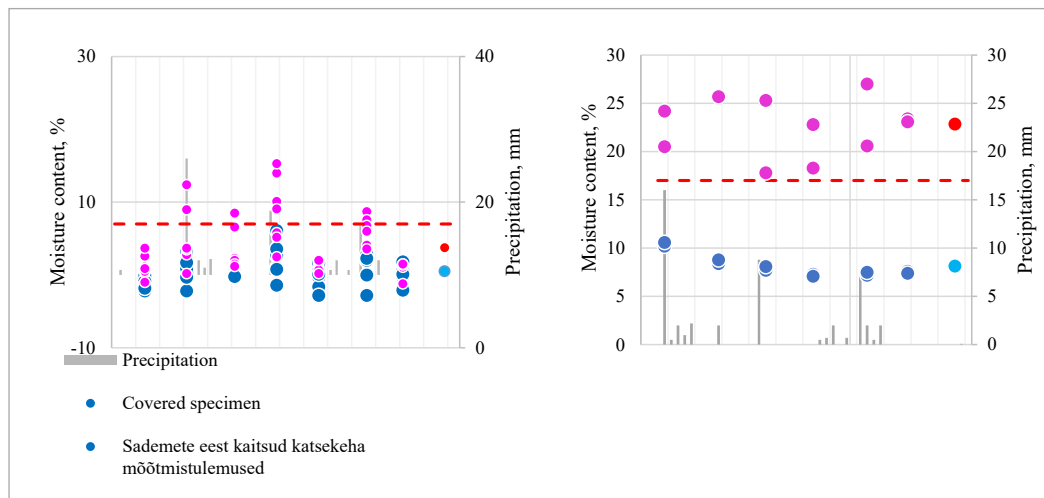 30
10
-10
Moisture content, %
40
20
0
Precipitation, mm
30
25
20
15
10
5
0
Moisture content, %
30
25
20
15
10
5
0
Precipitation, mm
Precipitation
Covered specimen
Sademete eest kaitsud katsekeha
mõõtmistulemused